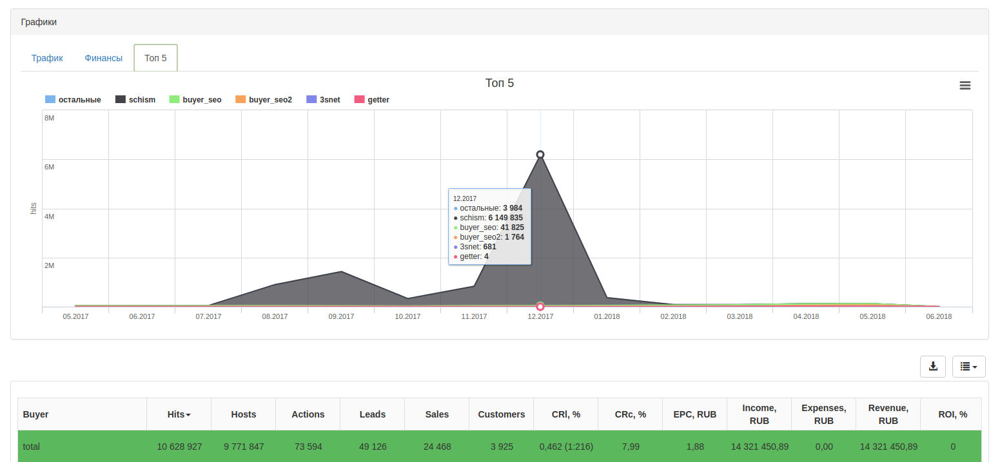 Графики
Трафик Финансы Топ 5
Топ 5
остальные schism buyer_seo buyer_seo2 3snet getter
8M
6M
4M
2M
hits
12.2017
остальные: 3 984
schism: 6 149 835
buyer_seo: 41 825
buyer_seo2: 1 764
3snet: 681
getter: 4
05.2017 06.2017 07.2017 08.2017 09.2017 10.2017 11.2017 12.2017 01.2018 02.2018 03.2018 04.2018 05.2018 06.2018
Buyer Hits Hosts Actions Leads Sales Customers CRl, % CRc, % EPC, RUB Income, RUB Expenses, RUB Revenue, RUB ROI, %
total 10 628 927 9 771 847 73 594 49 126 24 468 3 925 0,462 (1:216) 7,99 1,88 14 321 450,89 0,00 14 321 450,89 0